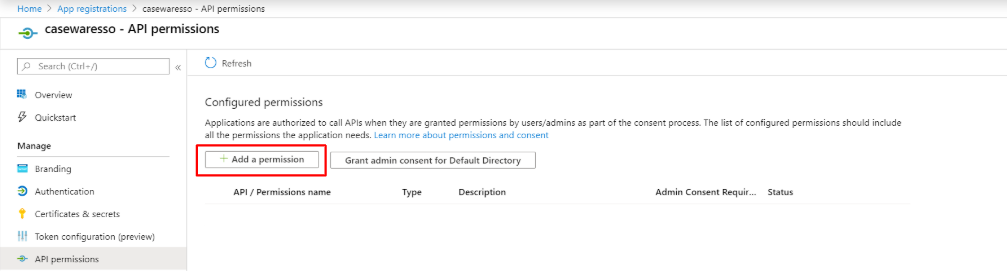 Home > App registrations > casewaresso - API permissions
casewaresso - API permissions
Search (Ctrl+/)
«
Refresh
Overview
Quickstart
Manage
Branding
Authentication
Certificates & secrets
Token configuration (preview)
API permissions
Configured permissions
Applications are authorized to call APIs when they are granted permissions by users/admins as part of the consent process. The list of configured permissions should include
all the permissions the application needs. Learn more about permissions and consent
+ Add a permission
Grant admin consent for Default Directory
API / Permissions name Type Description Admin Consent Requir... Status